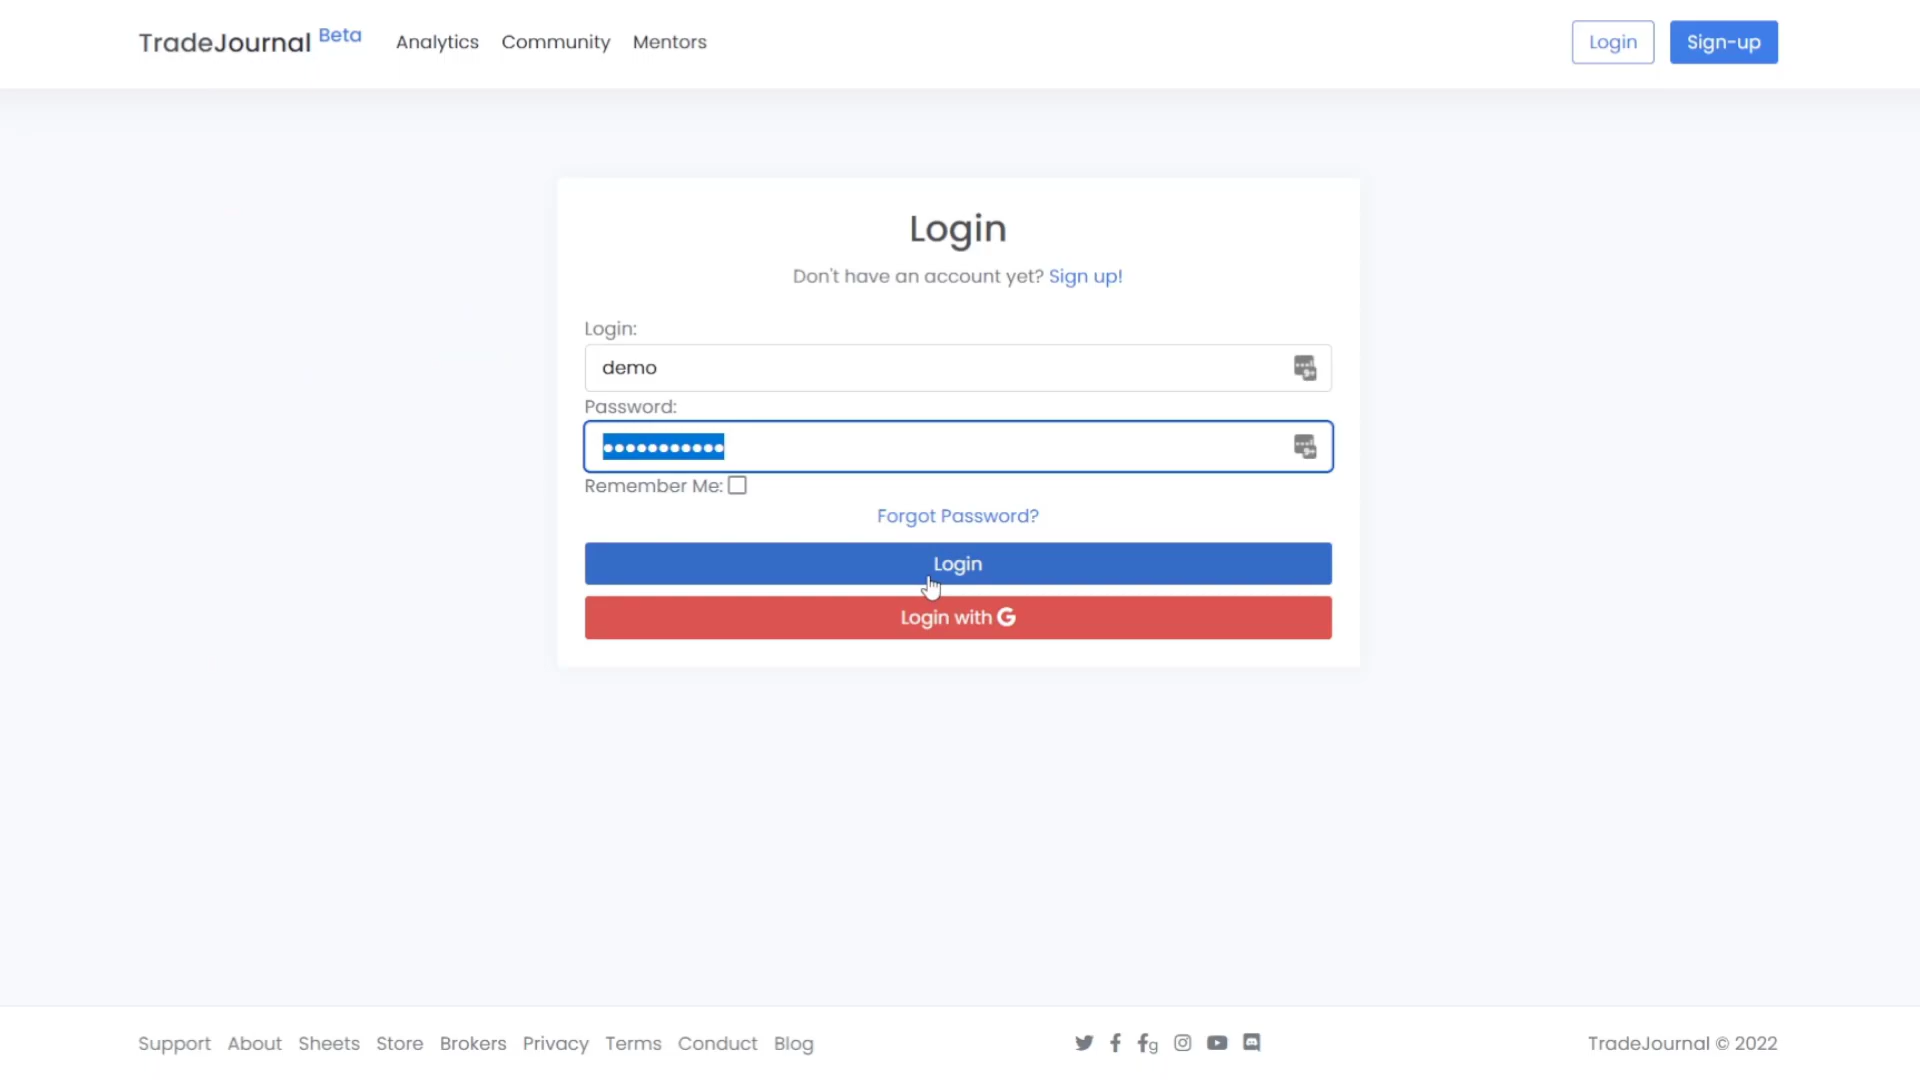 TradeJournal Beta Analytics Community Mentors Login Sign-up
Login
Don't have an account yet? Sign up!
Login:
demo
Password:
•••••••••••
Remember Me:
Forgot Password?
Login
Login with G
Support About Sheets Store Brokers Privacy Terms Conduct Blog TradeJournal © 2022